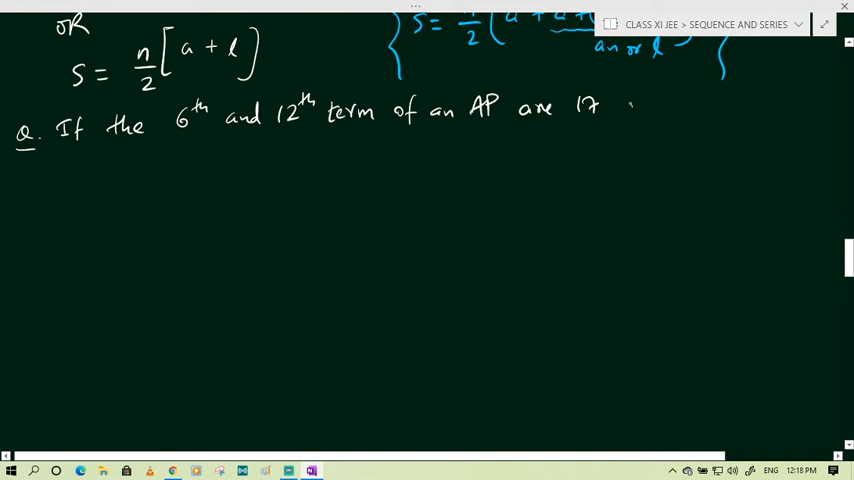 OR
S = n/2 [a + l]
S = n/2 (a +
an or l
CLASS XI JEE > SEQUENCE AND SERIES
Q. If the 6th and 12th term of an AP are 17
ENG 12:18 PM